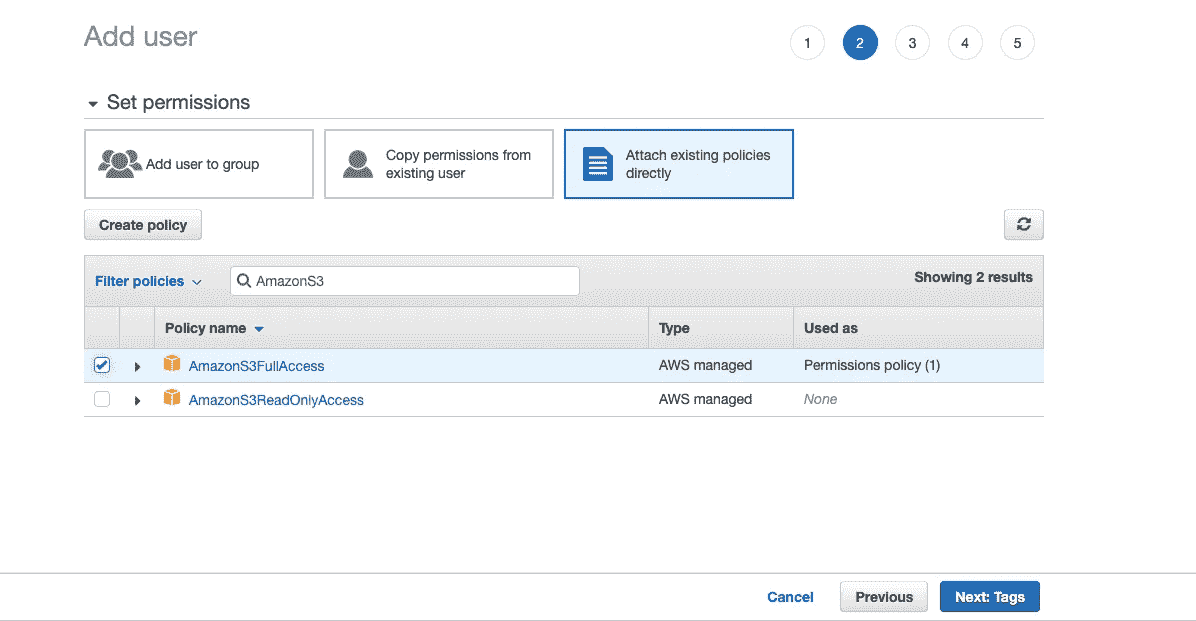 Add user
1 2 3 4 5
Set permissions
Add user to group
Copy permissions from
existing user
Attach existing policies
directly
Create policy
Filter policies
AmazonS3
Showing 2 results
Policy name Type Used as
AmazonS3FullAccess AWS managed Permissions policy (1)
AmazonS3ReadOnlyAccess AWS managed None
Cancel Previous Next: Tags